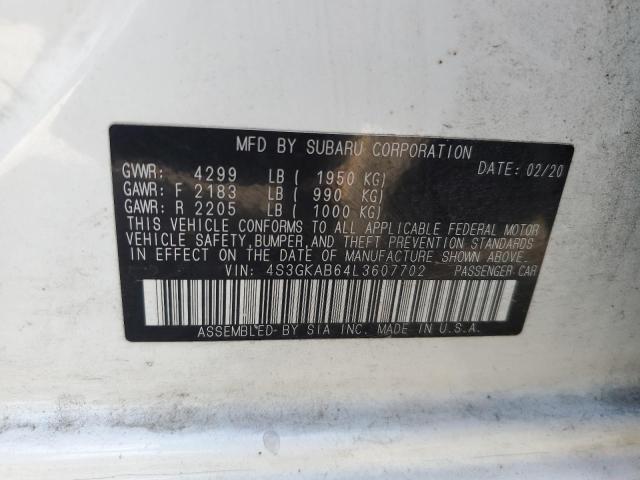 MFD BY SUBARU CORPORATION
DATE: 02/20
GVWR: 4299 LB ( 1950 KG)
GAWR: F 2183 LB ( 990 KG)
GAWR: R 2205 LB ( 1000 KG)
THIS VEHICLE CONFORMS TO ALL APPLICABLE FEDERAL MOTOR
VEHICLE SAFETY, BUMPER, AND THEFT PREVENTION STANDARDS
IN EFFECT ON THE DATE OF MANUFACTURE SHOWN ABOVE.
VIN: 4S3GKAB64L3607702 PASSENGER CAR
ASSEMBLED BY SIA INC. MADE IN U.S.A.